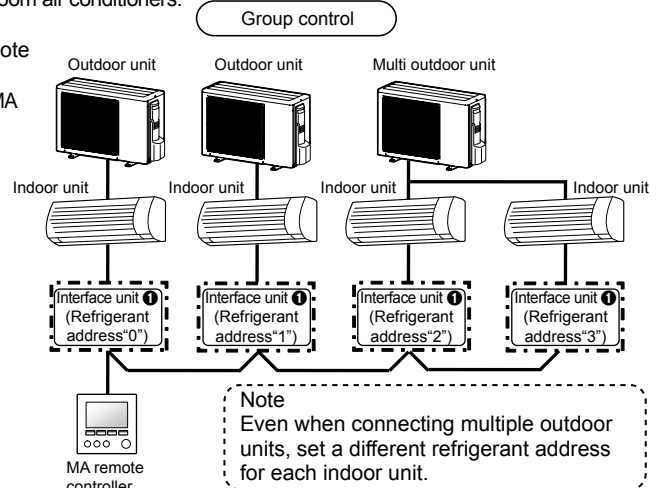 oom air conditioners.
Group control
ote
MA
Outdoor unit
Outdoor unit
Multi outdoor unit
Indoor unit
Indoor unit
Indoor unit
Indoor unit
Interface unit ❶
(Refrigerant
address“0”)
Interface unit ❶
(Refrigerant
address“1”)
Interface unit ❶
(Refrigerant
address“2”)
Interface unit ❶
(Refrigerant
address“3”)
Note
Even when connecting multiple outdoor
units, set a different refrigerant address
for each indoor unit.
MA remote
controller